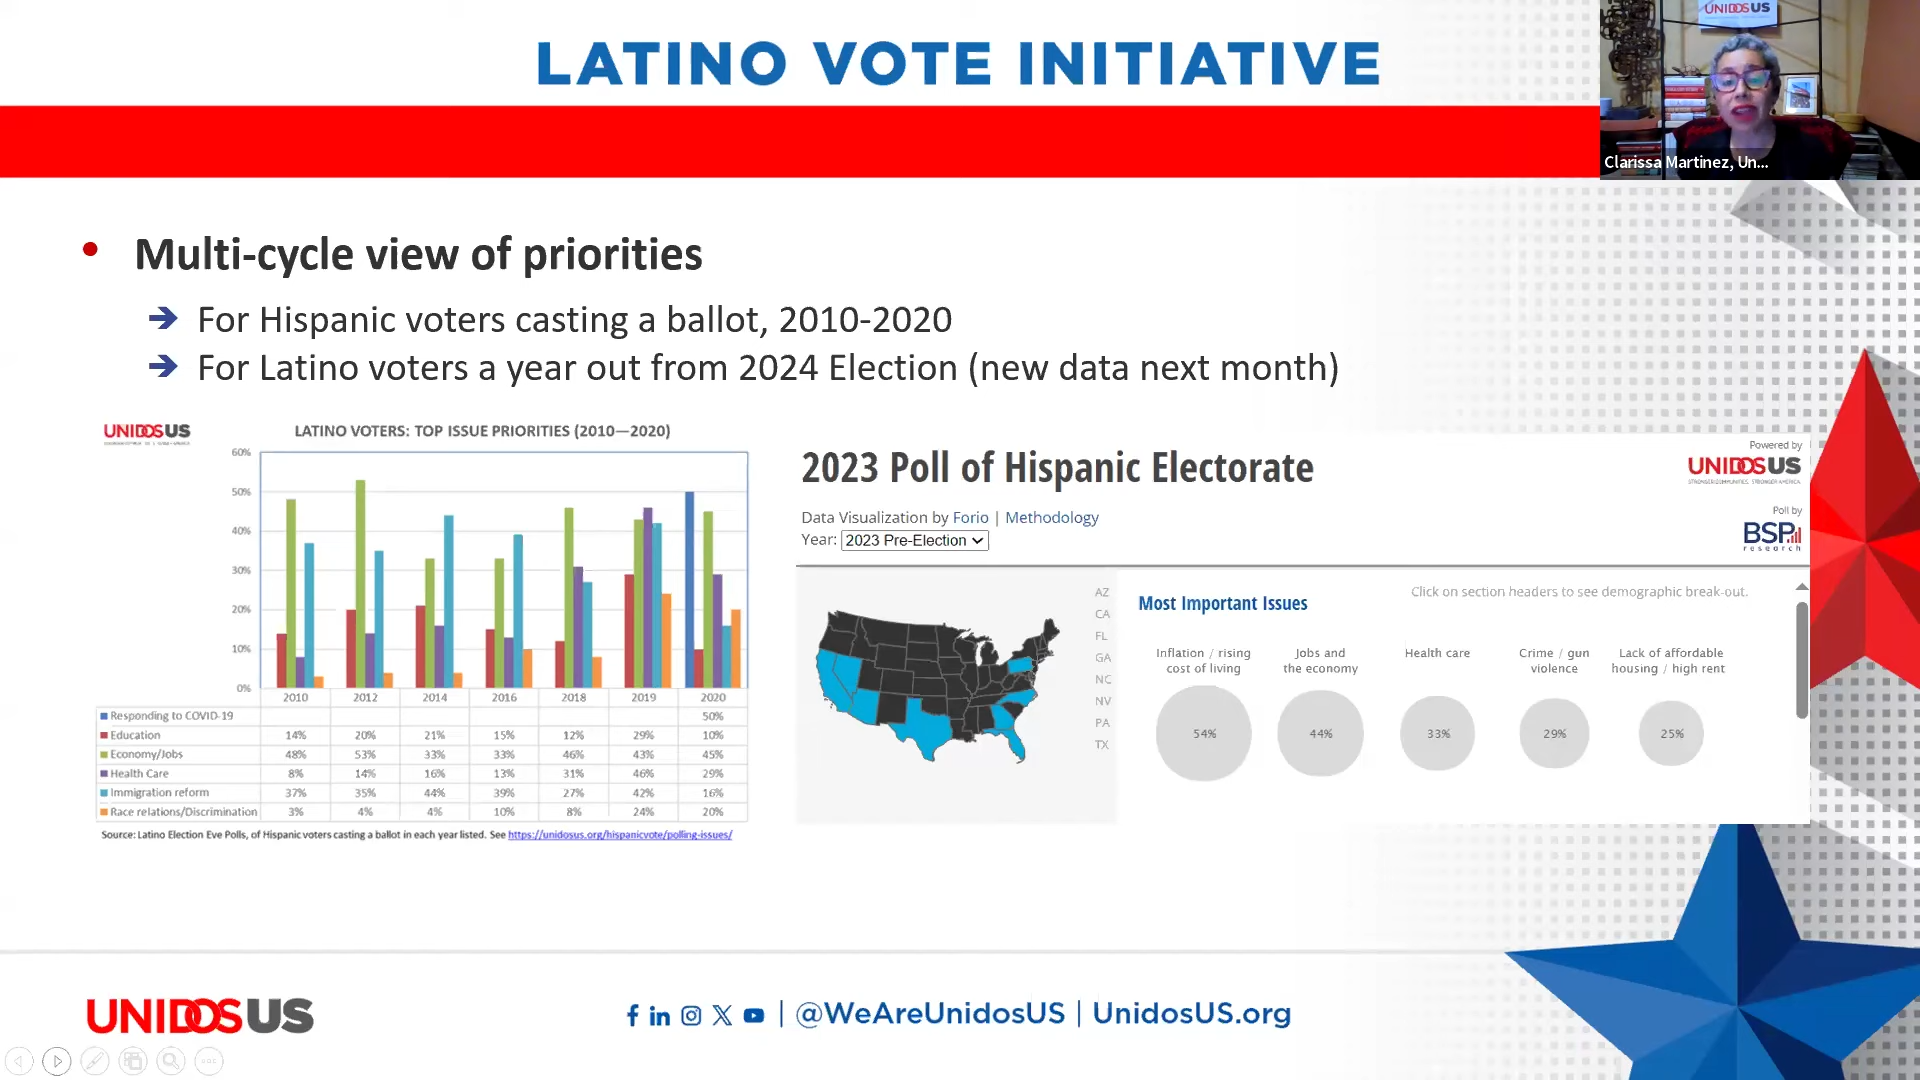 LATINO VOTE INITIATIVE
UNIDOS US
Clarissa Martinez, Un...
• Multi-cycle view of priorities
➔ For Hispanic voters casting a ballot, 2010-2020
➔ For Latino voters a year out from 2024 Election (new data next month)
UNIDOSUS
LATINO VOTERS: TOP ISSUE PRIORITIES (2010—2020)
60%
50%
40%
30%
20%
10%
0%
2010 2012 2014 2016 2018 2019 2020
Responding to COVID-19 50%
Education 14% 20% 21% 15% 12% 29% 10%
Economy/Jobs 48% 53% 33% 33% 46% 43% 45%
Health Care 8% 14% 16% 13% 31% 46% 29%
Immigration reform 37% 35% 44% 39% 27% 42% 16%
Race relations/Discrimination 3% 4% 4% 10% 8% 24% 20%
Source: Latino Election Eve Polls, of Hispanic voters casting a ballot in each year listed. See https://unidosus.org/hispanicvote/polling-issues/
2023 Poll of Hispanic Electorate
Data Visualization by Forio | Methodology
Year: 2023 Pre-Election
Powered by
UNIDOSUS
STRONGER COMMUNITIES. STRONGER AMERICA.
Poll by
BSP
research
AZ
CA
FL
GA
NC
NV
PA
TX
Most Important Issues
Click on section headers to see demographic break-out.
Inflation / rising
cost of living
Jobs and
the economy
Health care
Crime / gun
violence
Lack of affordable
housing / high rent
54% 44% 33% 29% 25%
UNIDOSUS
| @WeAreUnidosUS | UnidosUS.org